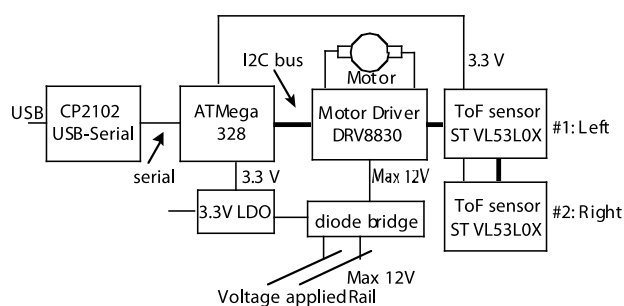 I2C bus
Motor
3.3 V
USB
CP2102
USB-Serial
ATMega
328
Motor Driver
DRV8830
ToF sensor
ST VL53L0X
#1: Left
serial
3.3 V
Max 12V
3.3V LDO
diode bridge
ToF sensor
ST VL53L0X
#2: Right
Max 12V
Voltage applied Rail